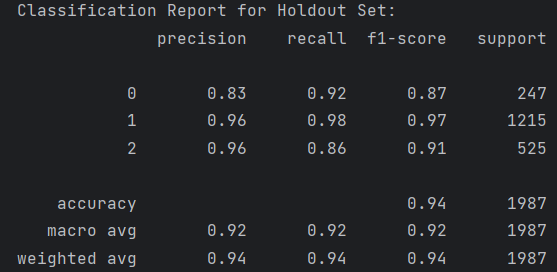 Classification Report for Holdout Set:
precision recall f1-score support
0 0.83 0.92 0.87 247
1 0.96 0.98 0.97 1215
2 0.96 0.86 0.91 525
accuracy 0.94 1987
macro avg 0.92 0.92 0.92 1987
weighted avg 0.94 0.94 0.94 1987